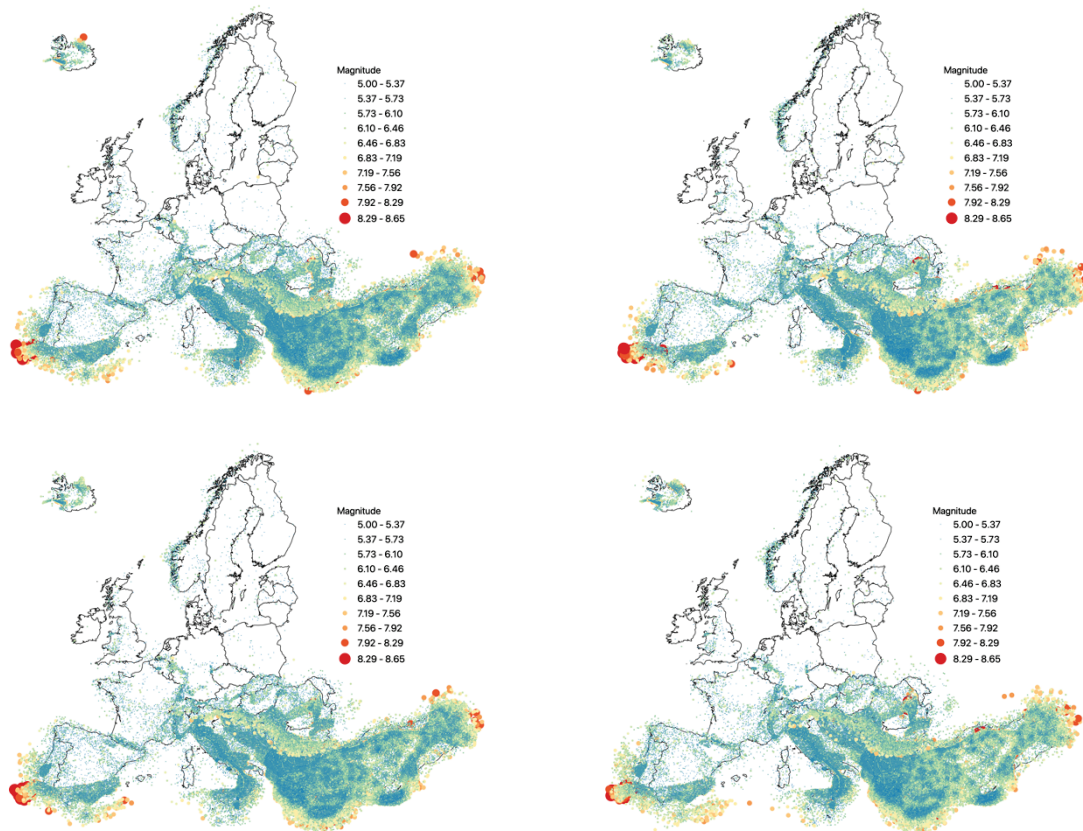 Magnitude
5.00 - 5.37
5.37 - 5.73
5.73 - 6.10
6.10 - 6.46
6.46 - 6.83
6.83 - 7.19
7.19 - 7.56
7.56 - 7.92
7.92 - 8.29
8.29 - 8.65
Magnitude
5.00 - 5.37
5.37 - 5.73
5.73 - 6.10
6.10 - 6.46
6.46 - 6.83
6.83 - 7.19
7.19 - 7.56
7.56 - 7.92
7.92 - 8.29
8.29 - 8.65
Magnitude
5.00 - 5.37
5.37 - 5.73
5.73 - 6.10
6.10 - 6.46
6.46 - 6.83
6.83 - 7.19
7.19 - 7.56
7.56 - 7.92
7.92 - 8.29
8.29 - 8.65
Magnitude
5.00 - 5.37
5.37 - 5.73
5.73 - 6.10
6.10 - 6.46
6.46 - 6.83
6.83 - 7.19
7.19 - 7.56
7.56 - 7.92
7.92 - 8.29
8.29 - 8.65